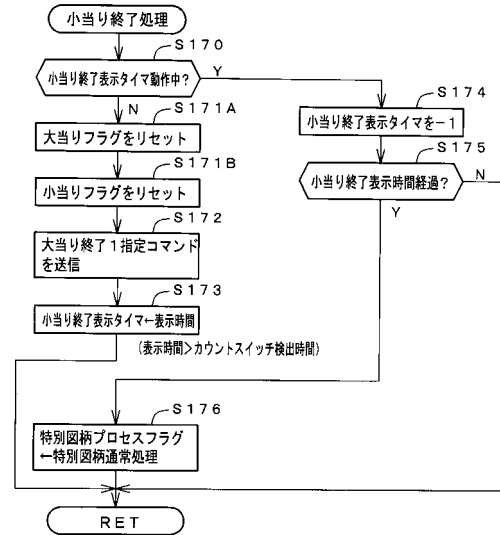 小当り終了処理
S170
小当り終了表示タイマ動作中?
Y
N
S171A
大当りフラグをリセット
S171B
小当りフラグをリセット
S172
大当り終了1指定コマンド
を送信
S173
小当り終了表示タイマ←表示時間
(表示時間>カウントスイッチ検出時間)
S174
小当り終了表示タイマを-1
S175
小当り終了表示時間経過?
N
Y
S176
特別図柄プロセスフラグ
←特別図柄通常処理
RET